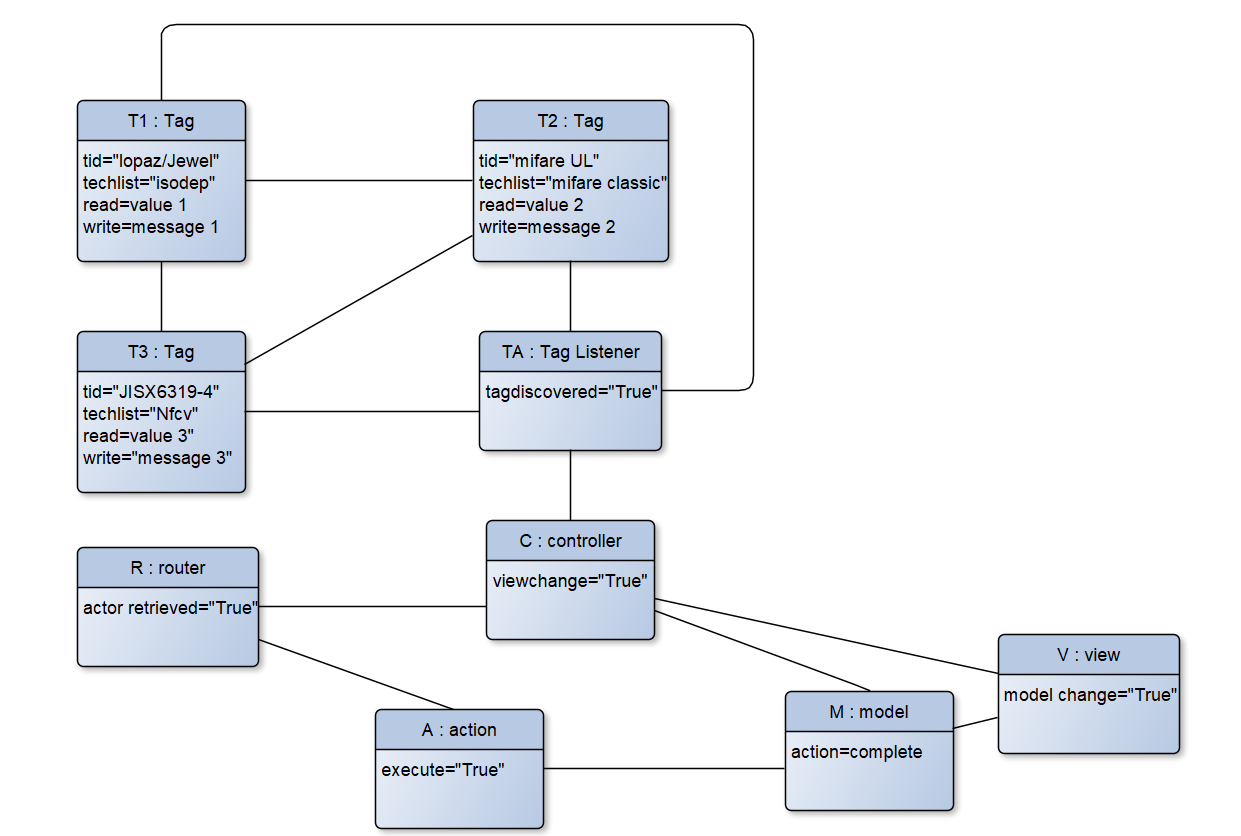 T1 : Tag
tid="lopaz/Jewel"
techlist="isodep"
read=value 1
write=message 1
T2 : Tag
tid="mifare UL"
techlist="mifare classic"
read=value 2
write=message 2
T3 : Tag
tid="JISX6319-4"
techlist="Nfcv"
read=value 3"
write="message 3"
TA : Tag Listener
tagdiscovered="True"
C : controller
viewchange="True"
R : router
actor retrieved="True"
V : view
model change="True"
M : model
action=complete
A : action
execute="True"